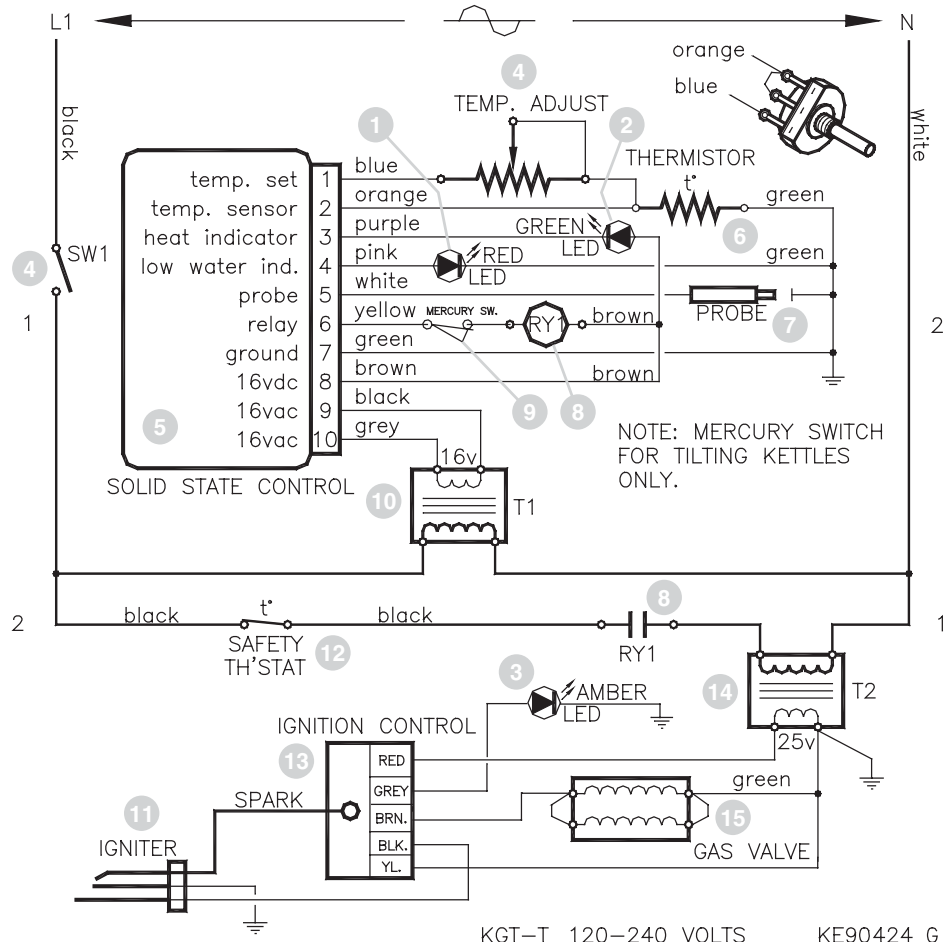 L1 N
orange
blue
4
TEMP. ADJUST
1
2
black
white
THERMISTOR
t°
temp. set 1 blue
temp. sensor 2 orange
green
heat indicator 3 purple
GREEN LED
6
low water ind. 4 pink
RED LED
green
SW1
4
probe 5 white
PROBE
7
1
relay 6 yellow MERCURY SW. RY1 brown
2
ground 7 green
16vdc 8 brown
brown
9
8
16vac 9 black
16vac 10 grey
5
SOLID STATE CONTROL
NOTE: MERCURY SWITCH
FOR TILTING KETTLES
ONLY.
16v
10
T1
2
black
t°
black
8
1
SAFETY
TH'STAT
12
RY1
3
AMBER
LED
14
T2
25v
IGNITION CONTROL
13
RED
GREY
BRN.
BLK.
YL.
SPARK
11
IGNITER
green
15
GAS VALVE
KGT-T 120-240 VOLTS KE90424 G